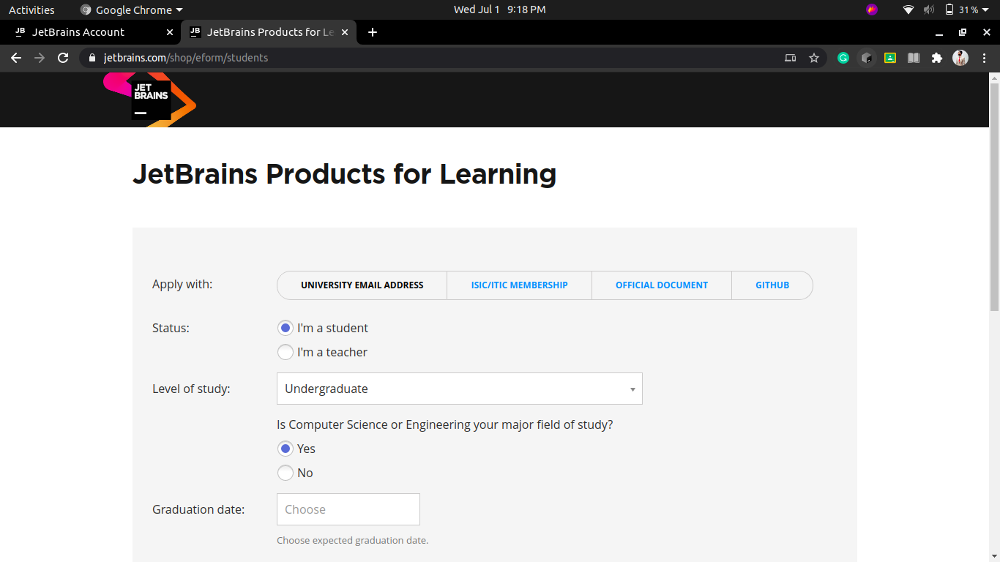 Activities Google Chrome Wed Jul 1 9:18 PM 31%
JB JetBrains Account JB JetBrains Products for Le
jetbrains.com/shop/eform/students
JET
BRAINS
JetBrains Products for Learning
Apply with: UNIVERSITY EMAIL ADDRESS ISIC/ITIC MEMBERSHIP OFFICIAL DOCUMENT GITHUB
Status: I'm a student
I'm a teacher
Level of study: Undergraduate
Is Computer Science or Engineering your major field of study?
Yes
No
Graduation date: Choose
Choose expected graduation date.